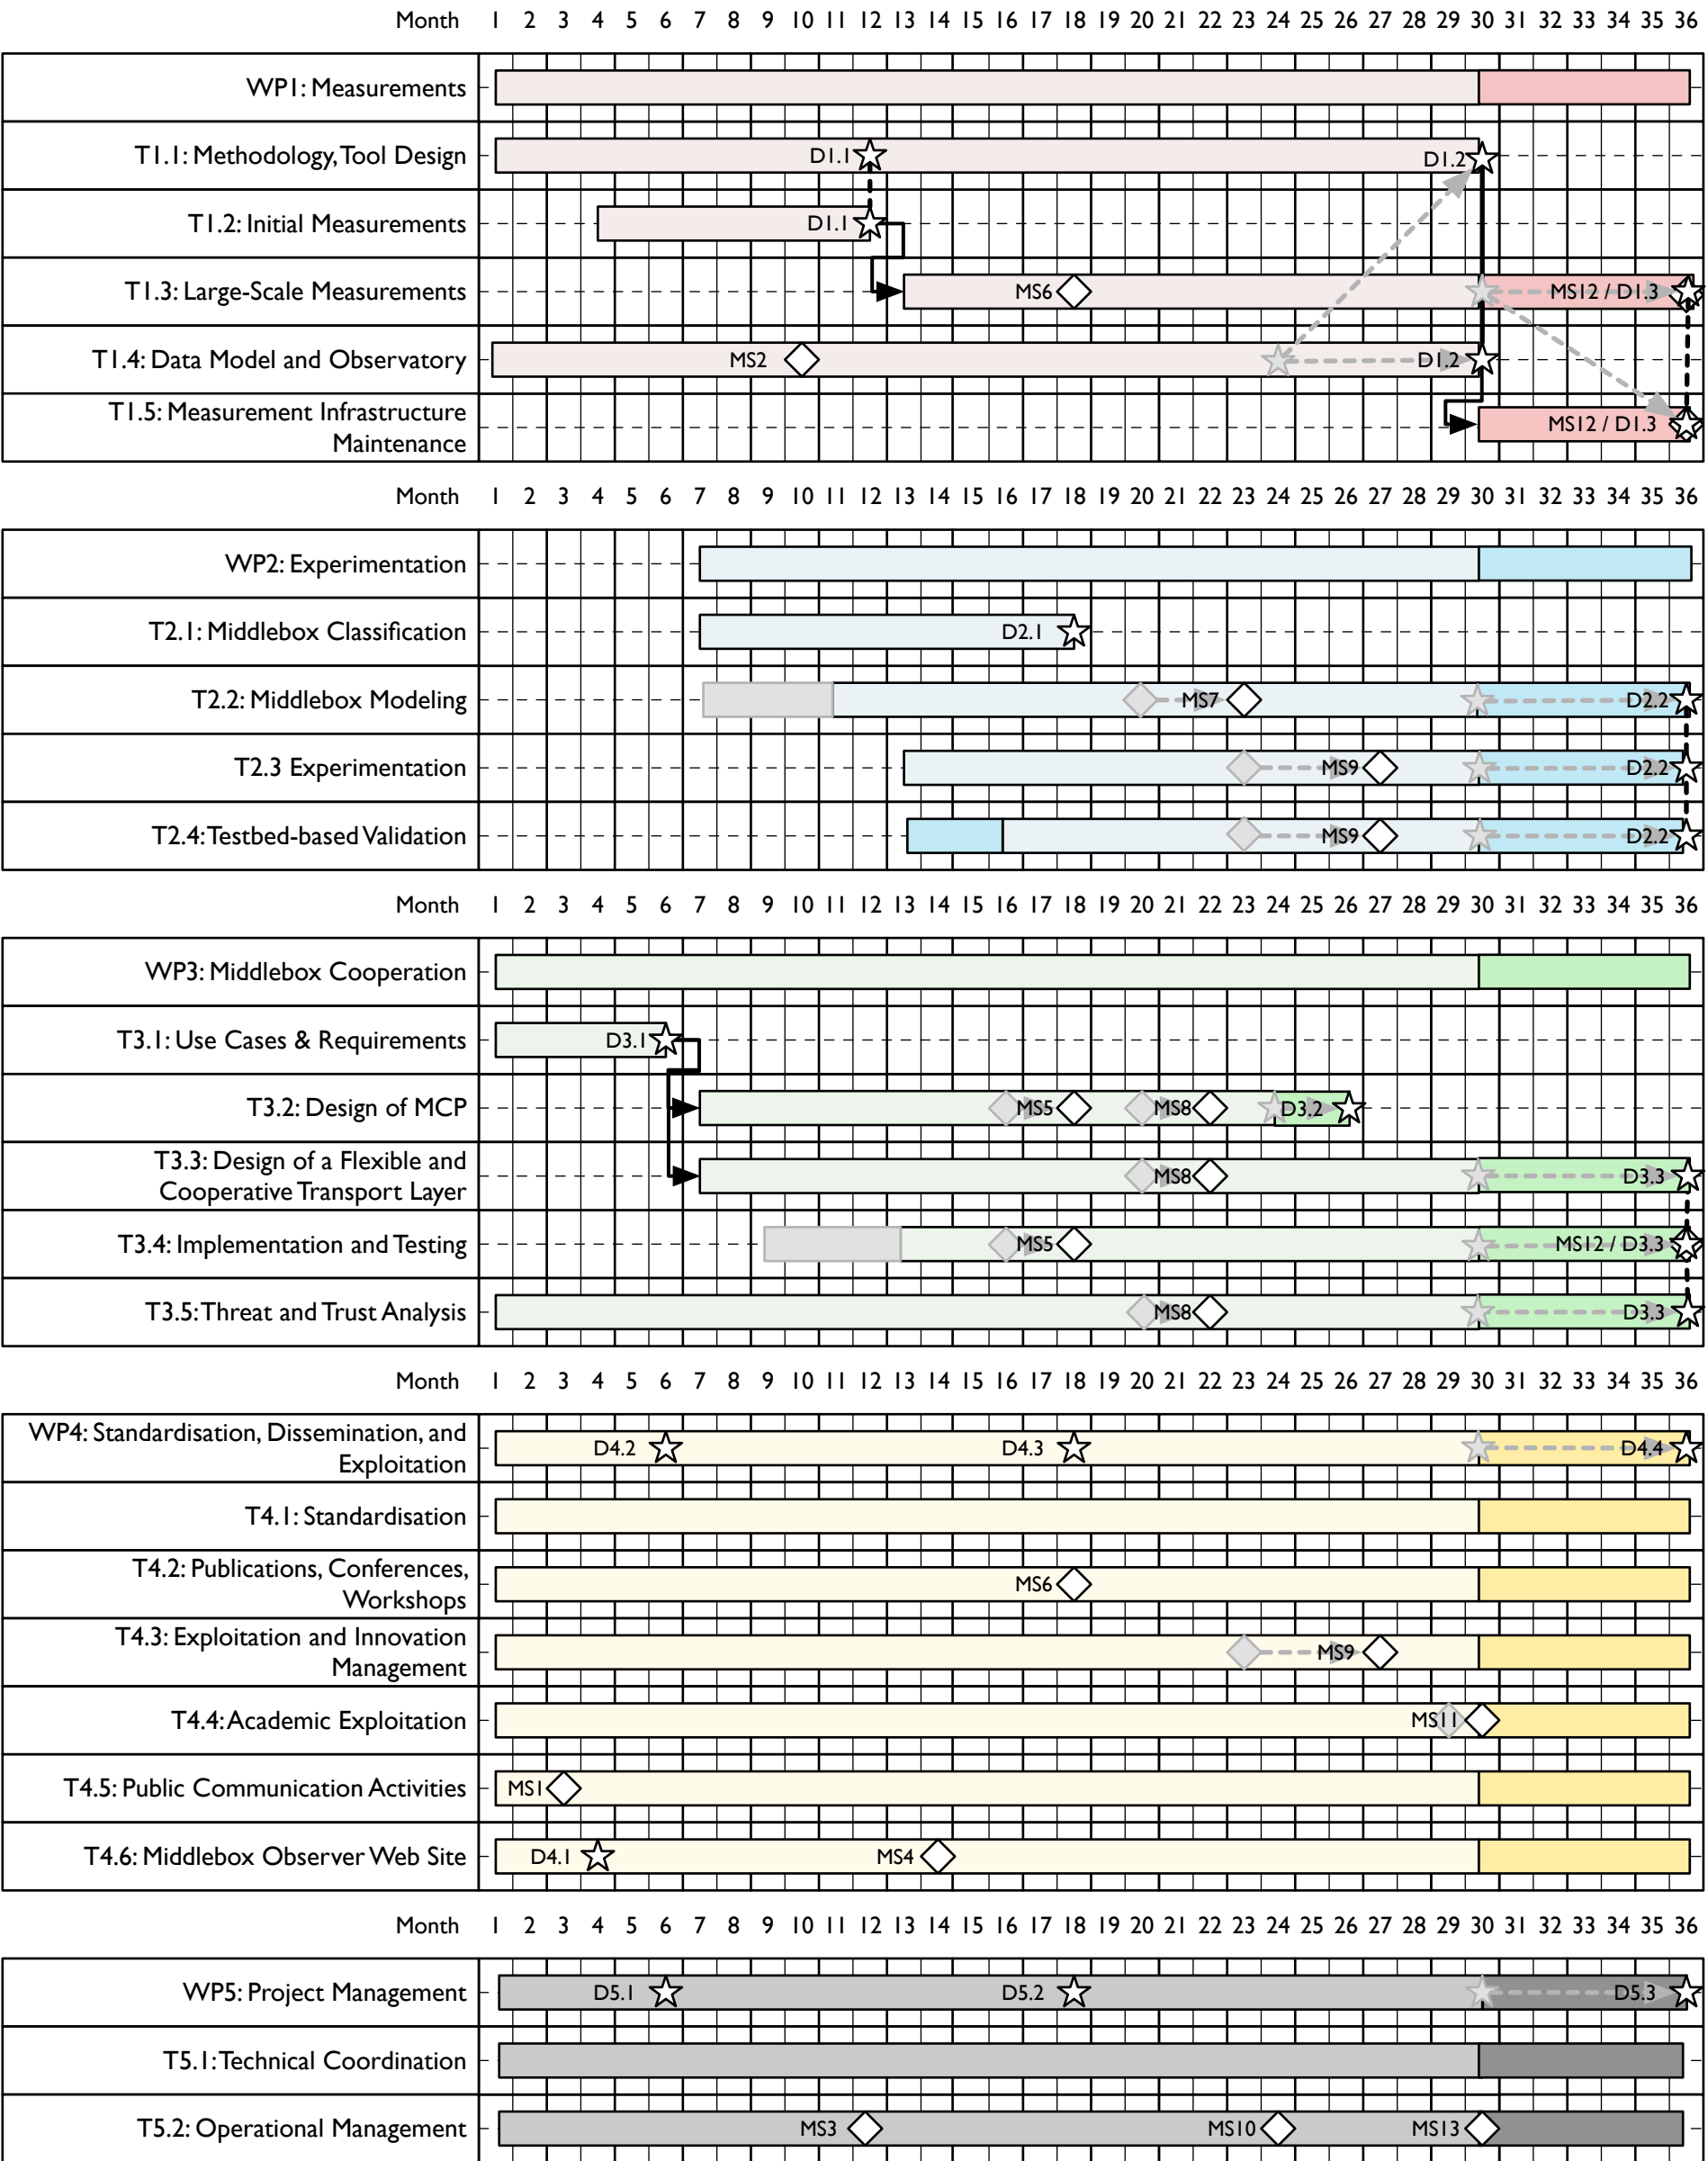 Month 1 2 3 4 5 6 7 8 9 10 11 12 13 14 15 16 17 18 19 20 21 22 23 24 25 26 27 28 29 30 31 32 33 34 35 36
WP1: Measurements
T1.1: Methodology, Tool Design D1.1 D1.2
T1.2: Initial Measurements D1.1
T1.3: Large-Scale Measurements MS6 MS12 / D1.3
T1.4: Data Model and Observatory MS2 D1.2
T1.5: Measurement Infrastructure
Maintenance MS12 / D1.3
Month 1 2 3 4 5 6 7 8 9 10 11 12 13 14 15 16 17 18 19 20 21 22 23 24 25 26 27 28 29 30 31 32 33 34 35 36
WP2: Experimentation
T2.1: Middlebox Classification D2.1
T2.2: Middlebox Modeling MS7 D2.2
T2.3 Experimentation MS9 D2.2
T2.4: Testbed-based Validation MS9 D2.2
Month 1 2 3 4 5 6 7 8 9 10 11 12 13 14 15 16 17 18 19 20 21 22 23 24 25 26 27 28 29 30 31 32 33 34 35 36
WP3: Middlebox Cooperation
T3.1: Use Cases & Requirements D3.1
T3.2: Design of MCP MS5 MS8 D3.2
T3.3: Design of a Flexible and
Cooperative Transport Layer MS8 D3.3
T3.4: Implementation and Testing MS5 MS12 / D3.3
T3.5: Threat and Trust Analysis MS8 D3.3
Month 1 2 3 4 5 6 7 8 9 10 11 12 13 14 15 16 17 18 19 20 21 22 23 24 25 26 27 28 29 30 31 32 33 34 35 36
WP4: Standardisation, Dissemination, and
Exploitation D4.2 D4.3 D4.4
T4.1: Standardisation
T4.2: Publications, Conferences,
Workshops MS6
T4.3: Exploitation and Innovation
Management MS9
T4.4: Academic Exploitation MS11
T4.5: Public Communication Activities MS1
T4.6: Middlebox Observer Web Site D4.1 MS4
Month 1 2 3 4 5 6 7 8 9 10 11 12 13 14 15 16 17 18 19 20 21 22 23 24 25 26 27 28 29 30 31 32 33 34 35 36
WP5: Project Management D5.1 D5.2 D5.3
T5.1: Technical Coordination
T5.2: Operational Management MS3 MS10 MS13